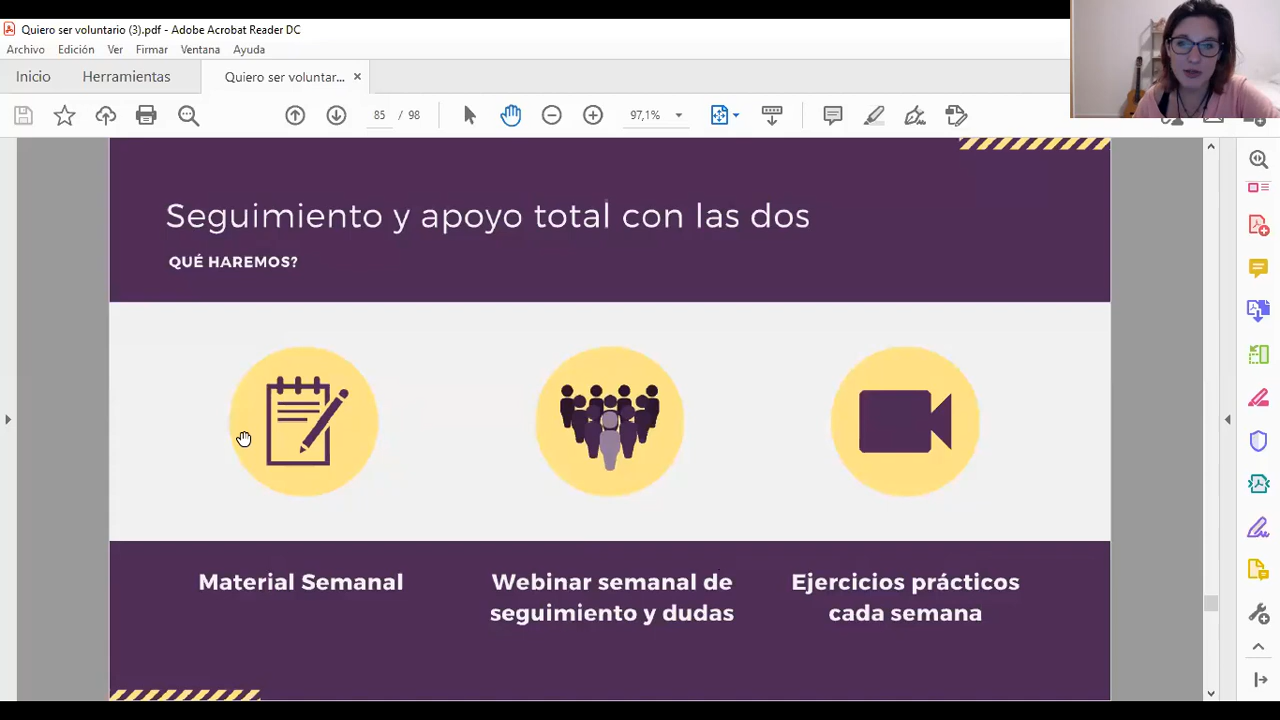 Quiero ser voluntario (3).pdf - Adobe Acrobat Reader DC
Archivo Edición Ver Firmar Ventana Ayuda
Inicio Herramientas Quiero ser voluntar... ×
85 / 98 97,1%
Seguimiento y apoyo total con las dos
QUÉ HAREMOS?
Material Semanal
Webinar semanal de
seguimiento y dudas
Ejercicios prácticos
cada semana